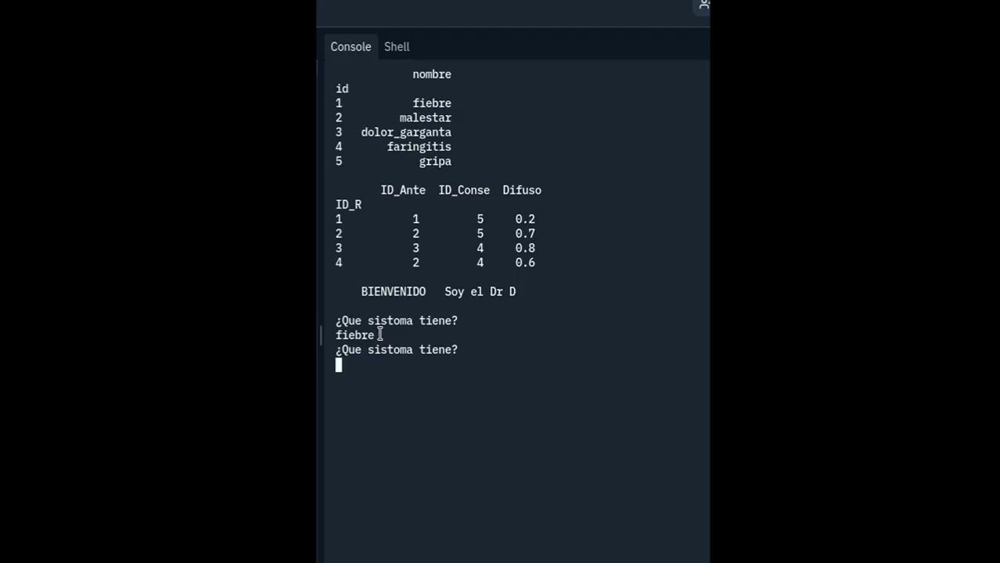 Console Shell
nombre
id
1 fiebre
2 malestar
3 dolor_garganta
4 faringitis
5 gripa
ID_Ante ID_Conse Difuso
ID_R
1 1 5 0.2
2 2 5 0.7
3 3 4 0.8
4 2 4 0.6
BIENVENIDO Soy el Dr D
¿Que sistoma tiene?
fiebre
¿Que sistoma tiene?